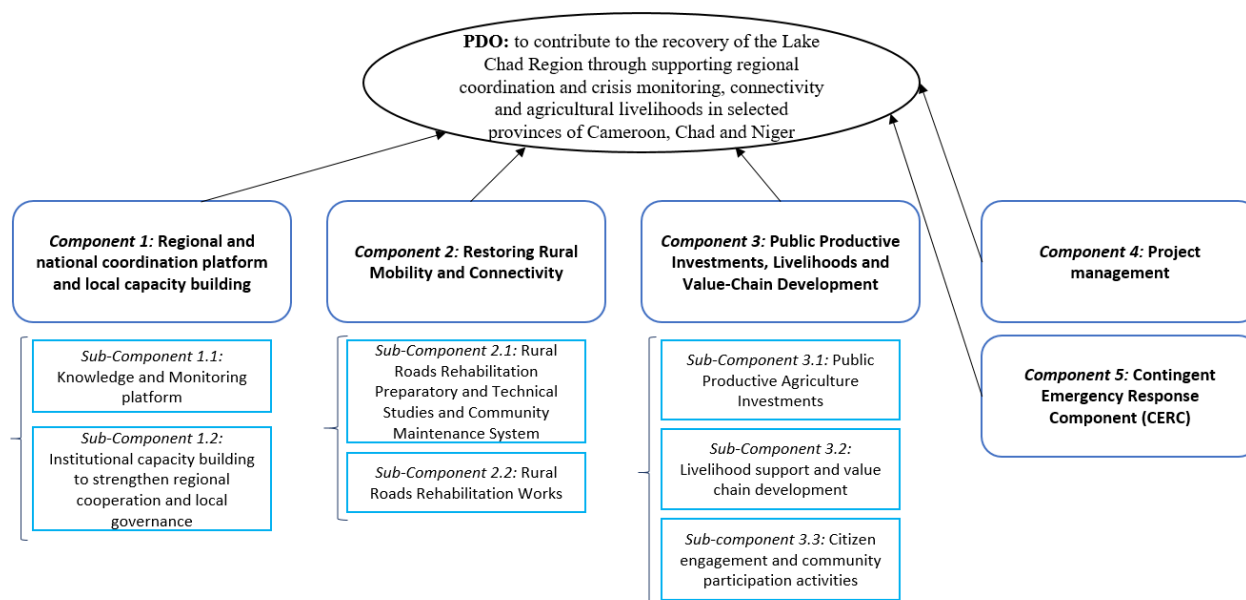 PDO: to contribute to the recovery of the Lake
Chad Region through supporting regional
coordination and crisis monitoring, connectivity
and agricultural livelihoods in selected
provinces of Cameroon, Chad and Niger
Component 1: Regional and
national coordination platform
and local capacity building
Sub-Component 1.1:
Knowledge and Monitoring
platform
Sub-Component 1.2:
Institutional capacity building
to strengthen regional
cooperation and local
governance
Component 2: Restoring Rural
Mobility and Connectivity
Sub-Component 2.1: Rural
Roads Rehabilitation
Preparatory and Technical
Studies and Community
Maintenance System
Sub-Component 2.2: Rural
Roads Rehabilitation Works
Component 3: Public Productive
Investments, Livelihoods and
Value-Chain Development
Sub-Component 3.1: Public
Productive Agriculture
Investments
Sub-Component 3.2:
Livelihood support and value
chain development
Sub-component 3.3: Citizen
engagement and community
participation activities
Component 4: Project
management
Component 5: Contingent
Emergency Response
Component (CERC)